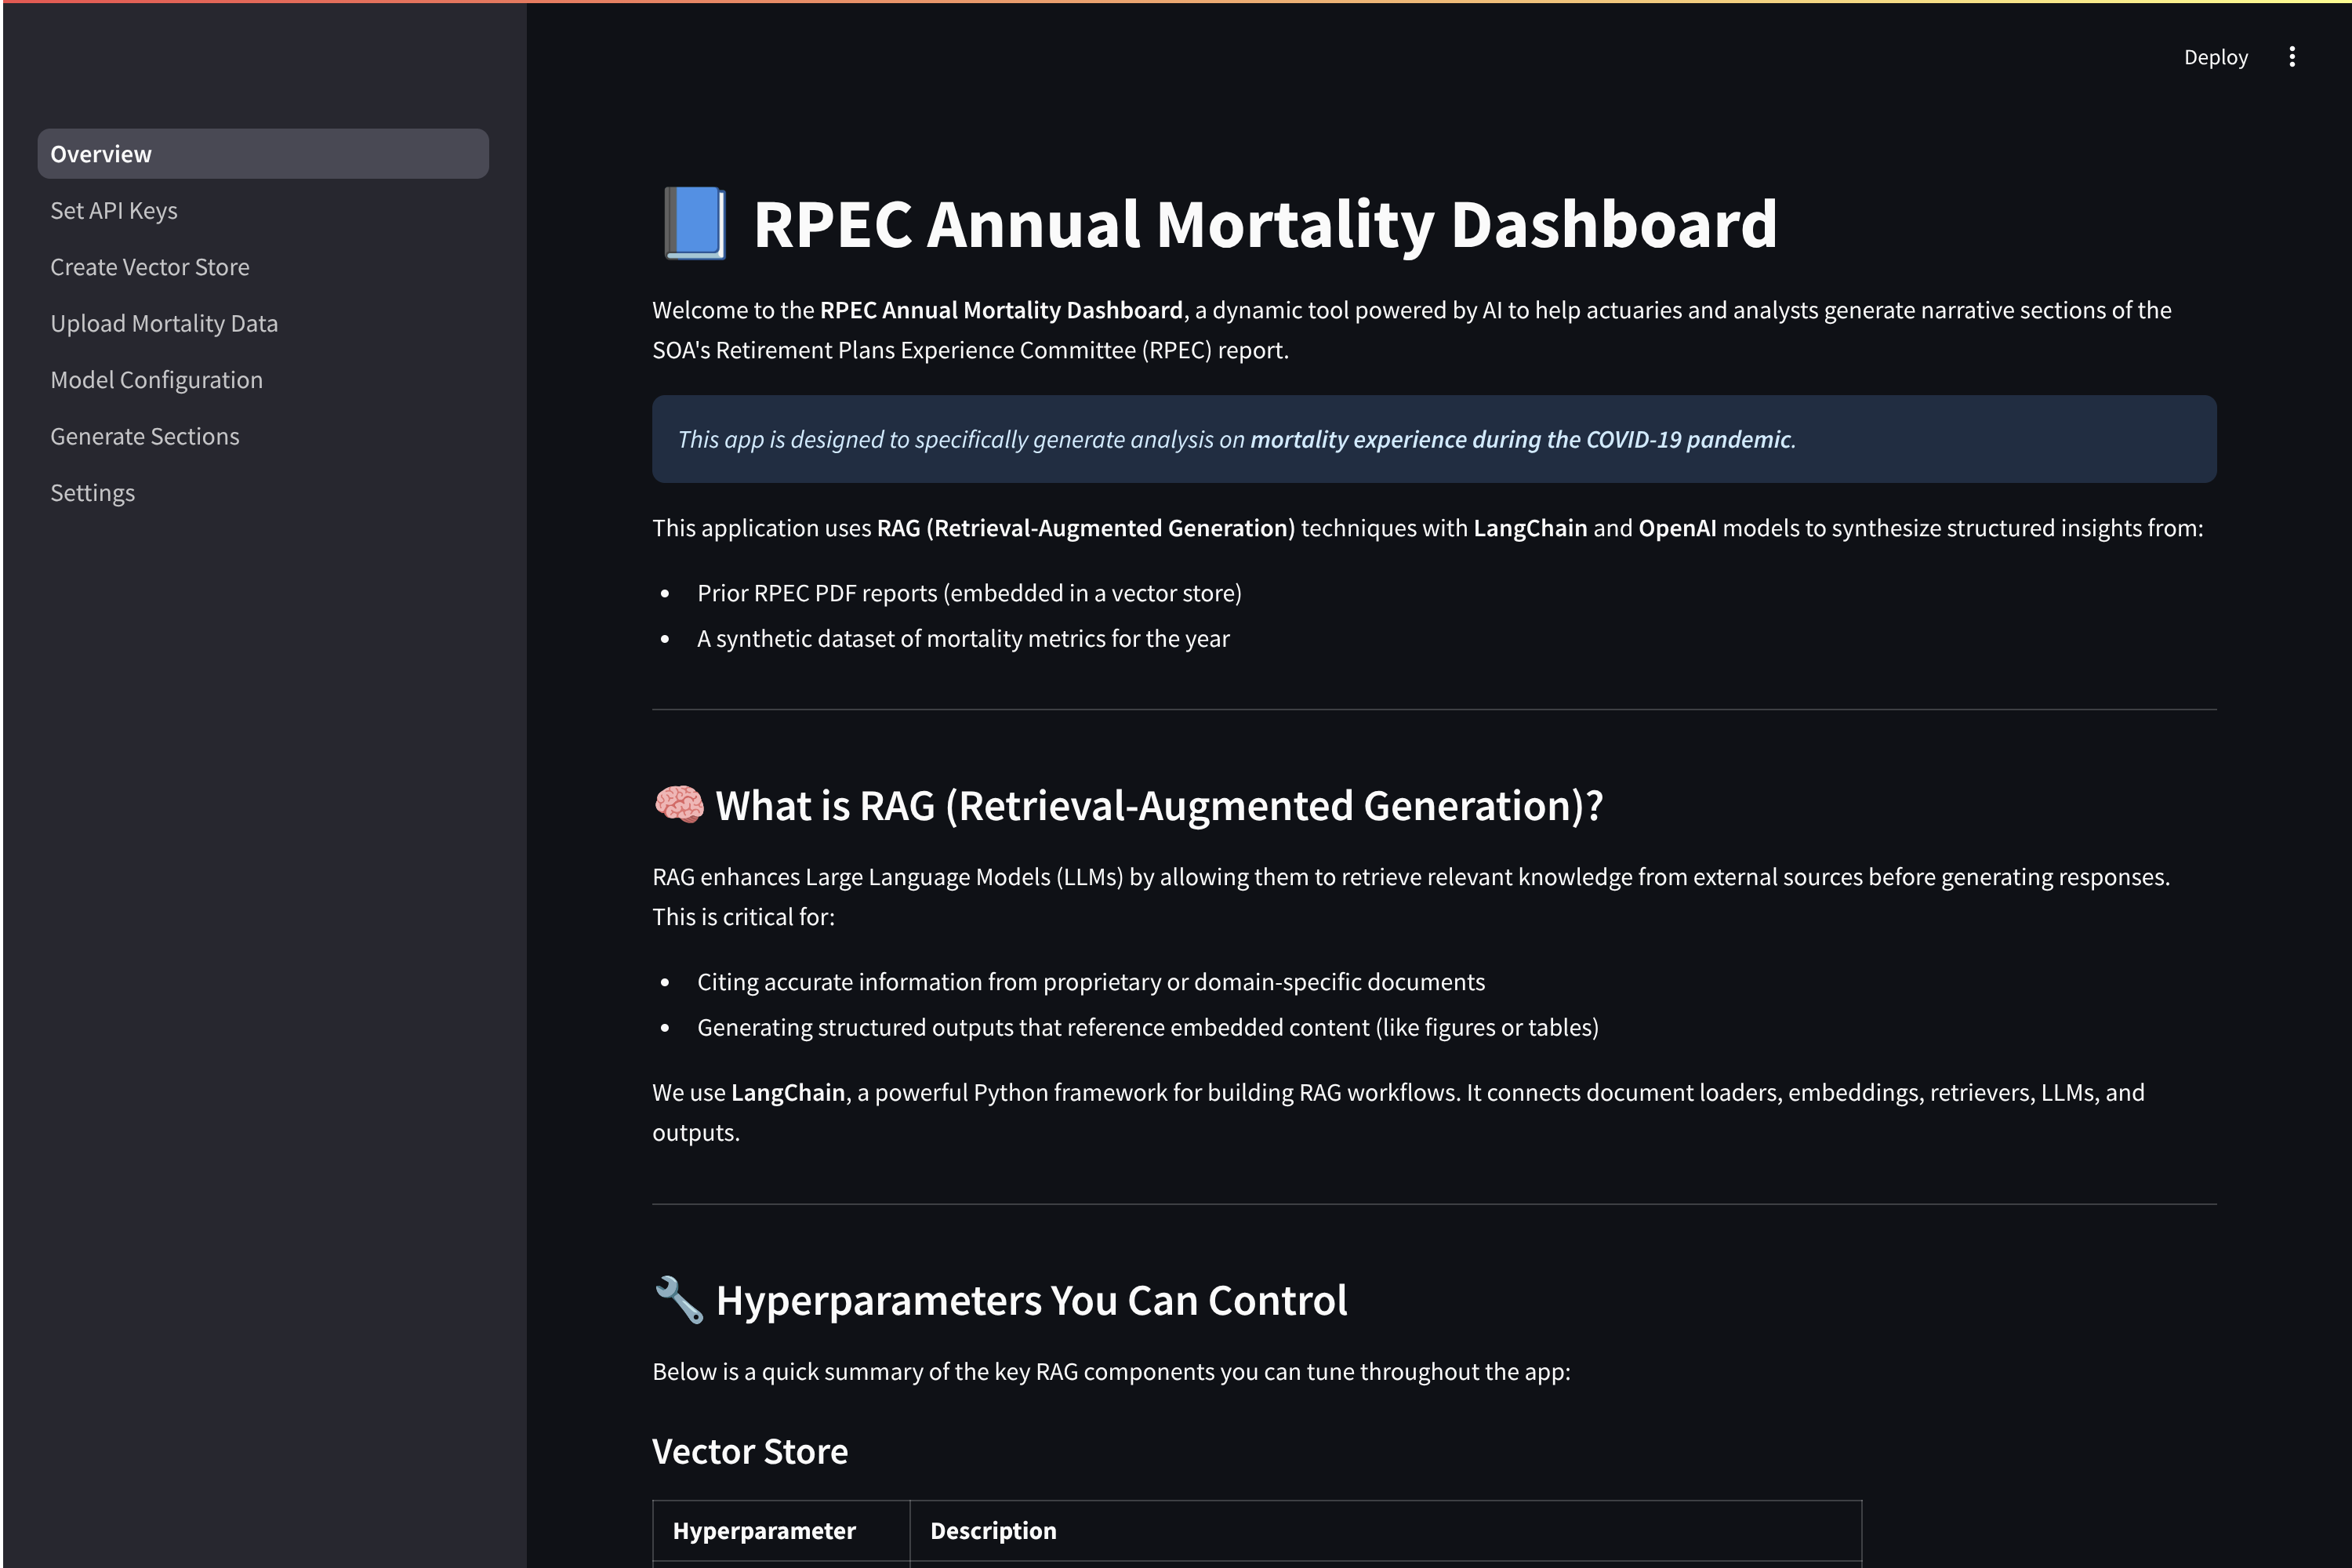 Deploy
Overview
Set API Keys
Create Vector Store
Upload Mortality Data
Model Configuration
Generate Sections
Settings
RPEC Annual Mortality Dashboard
Welcome to the RPEC Annual Mortality Dashboard, a dynamic tool powered by AI to help actuaries and analysts generate narrative sections of the
SOA's Retirement Plans Experience Committee (RPEC) report.
This app is designed to specifically generate analysis on mortality experience during the COVID-19 pandemic.
This application uses RAG (Retrieval-Augmented Generation) techniques with LangChain and OpenAI models to synthesize structured insights from:
• Prior RPEC PDF reports (embedded in a vector store)
• A synthetic dataset of mortality metrics for the year
What is RAG (Retrieval-Augmented Generation)?
RAG enhances Large Language Models (LLMs) by allowing them to retrieve relevant knowledge from external sources before generating responses.
This is critical for:
• Citing accurate information from proprietary or domain-specific documents
• Generating structured outputs that reference embedded content (like figures or tables)
We use LangChain, a powerful Python framework for building RAG workflows. It connects document loaders, embeddings, retrievers, LLMs, and
outputs.
Hyperparameters You Can Control
Below is a quick summary of the key RAG components you can tune throughout the app:
Vector Store
Hyperparameter Description